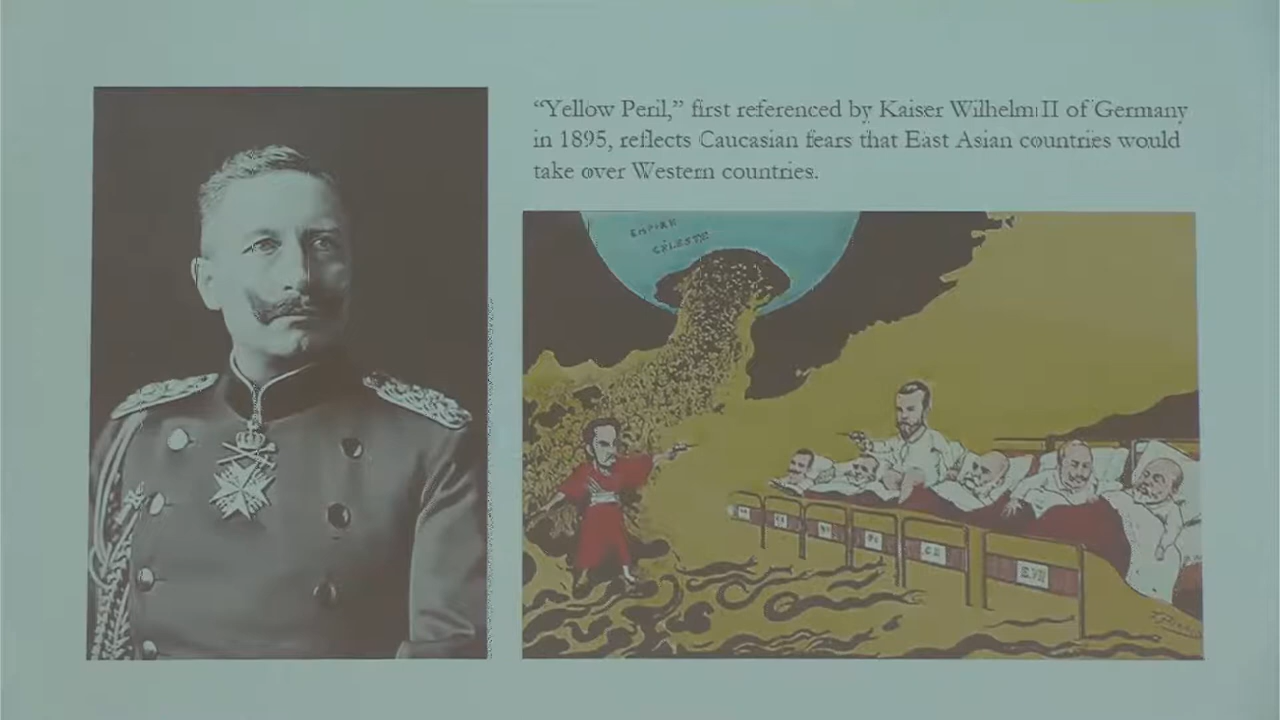 “Yellow Peril,” first referenced by Kaiser Wilhelm II of Germany
in 1895, reflects Caucasian fears that East Asian countries would
take over Western countries.
EMPIRE
CÉLESTE
E.VII